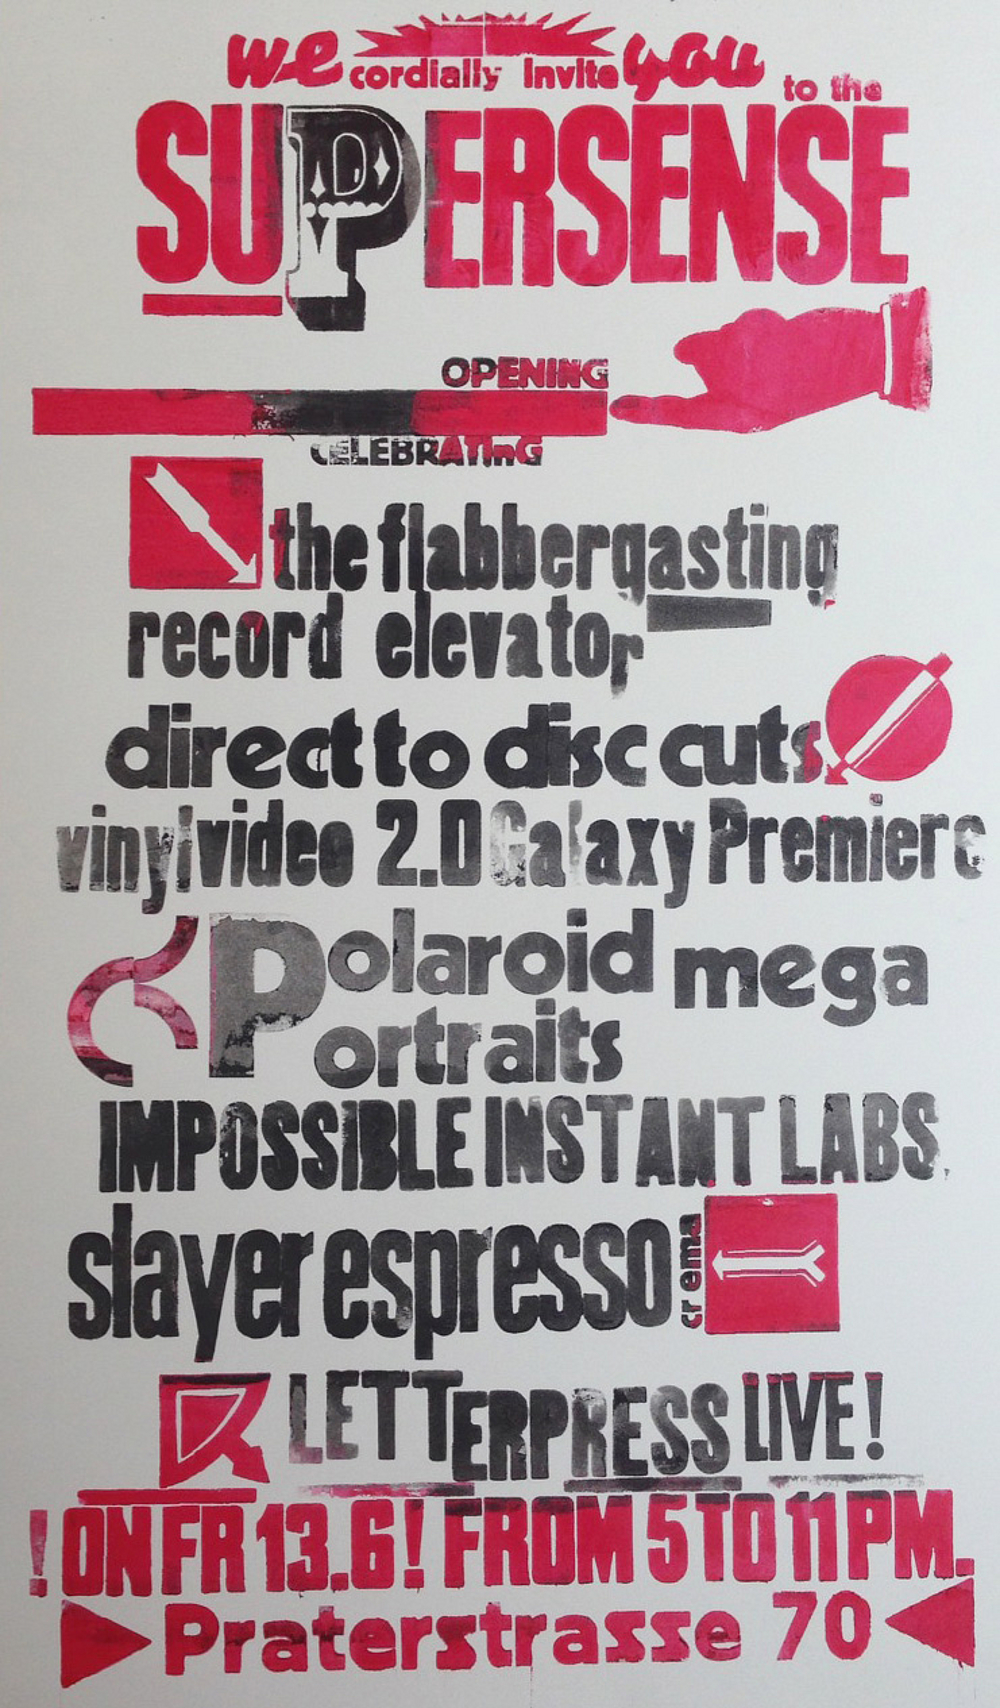 we cordially invite you to the
SUPERSENSE
OPENING
CELEBRATInG
the flabbergasting
record elevator
direct to disc cuts.
vinylvideo 2.0 Galaxy Premiere
Polaroid mega
Portraits
IMPOSSIBLE INSTANT LABS.
slayer espresso crema
LETTERPRESS LIVE!
! ON FR 13.6! FROM 5 TO 11 PM.
Praterstrasse 70